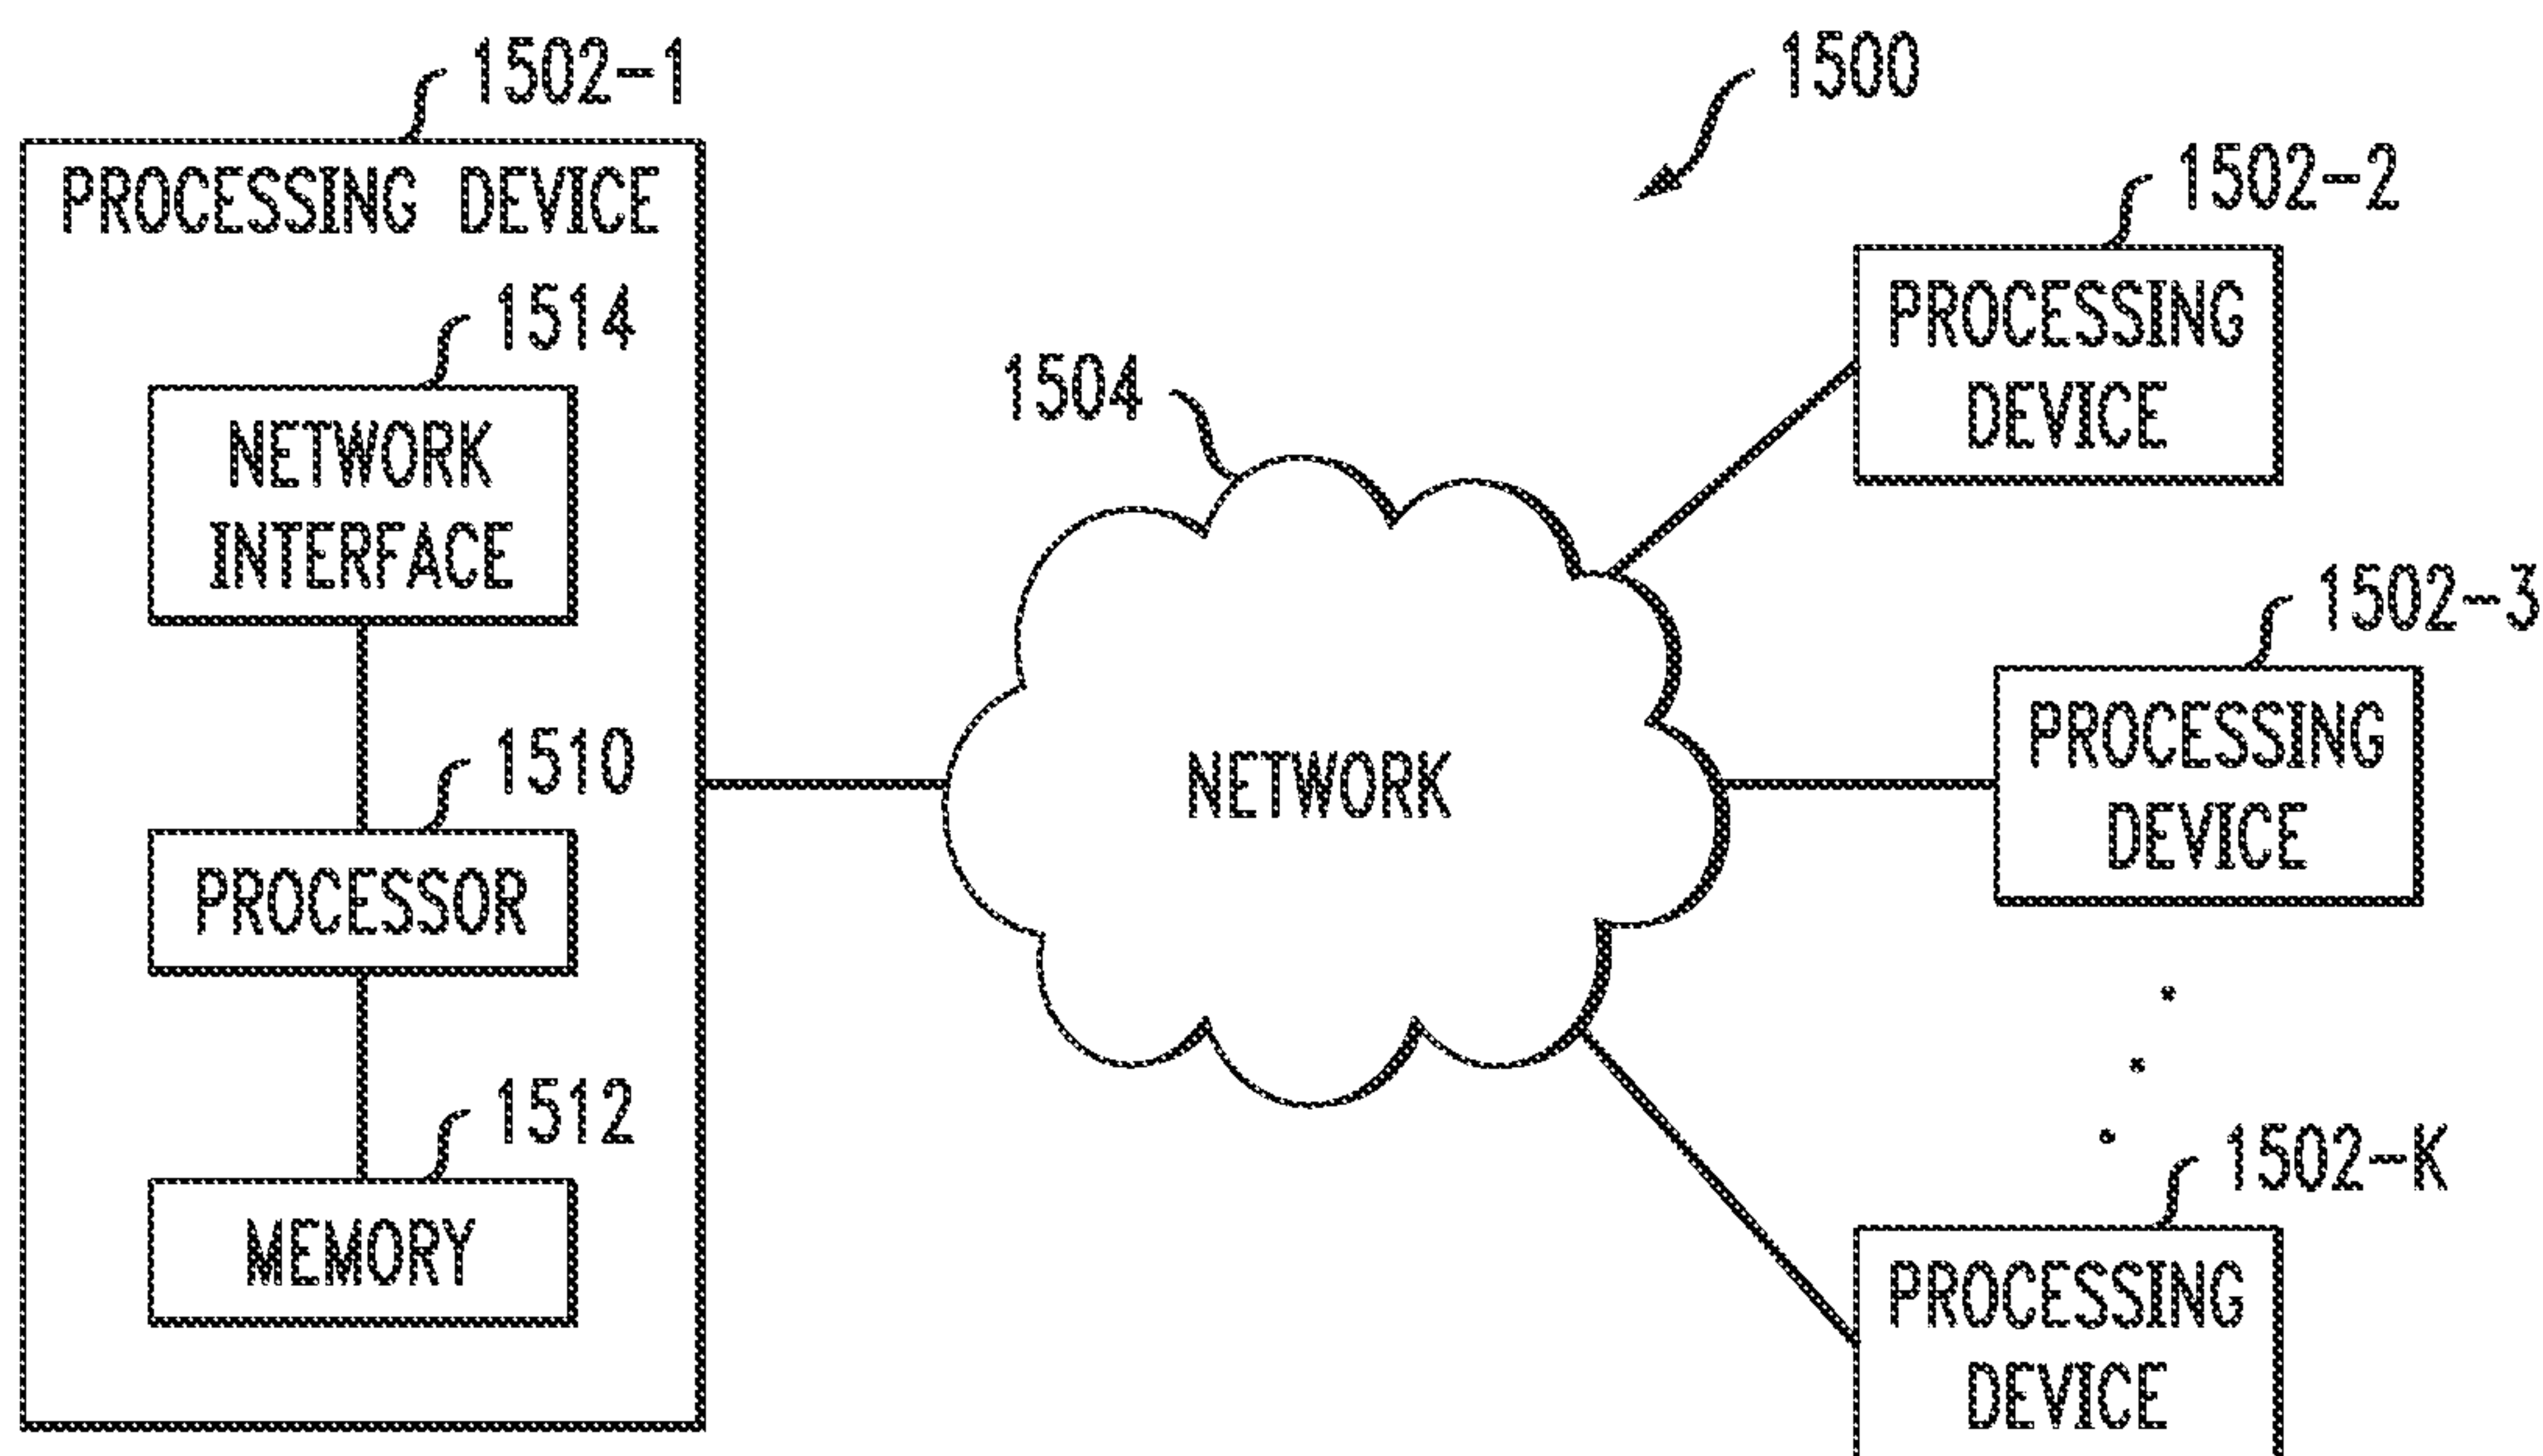 1502-1
PROCESSING DEVICE
1514
NETWORK
INTERFACE
1510
PROCESSOR
1512
MEMORY
1500
1504
NETWORK
1502-2
PROCESSING
DEVICE
1502-3
PROCESSING
DEVICE
1502-K
PROCESSING
DEVICE